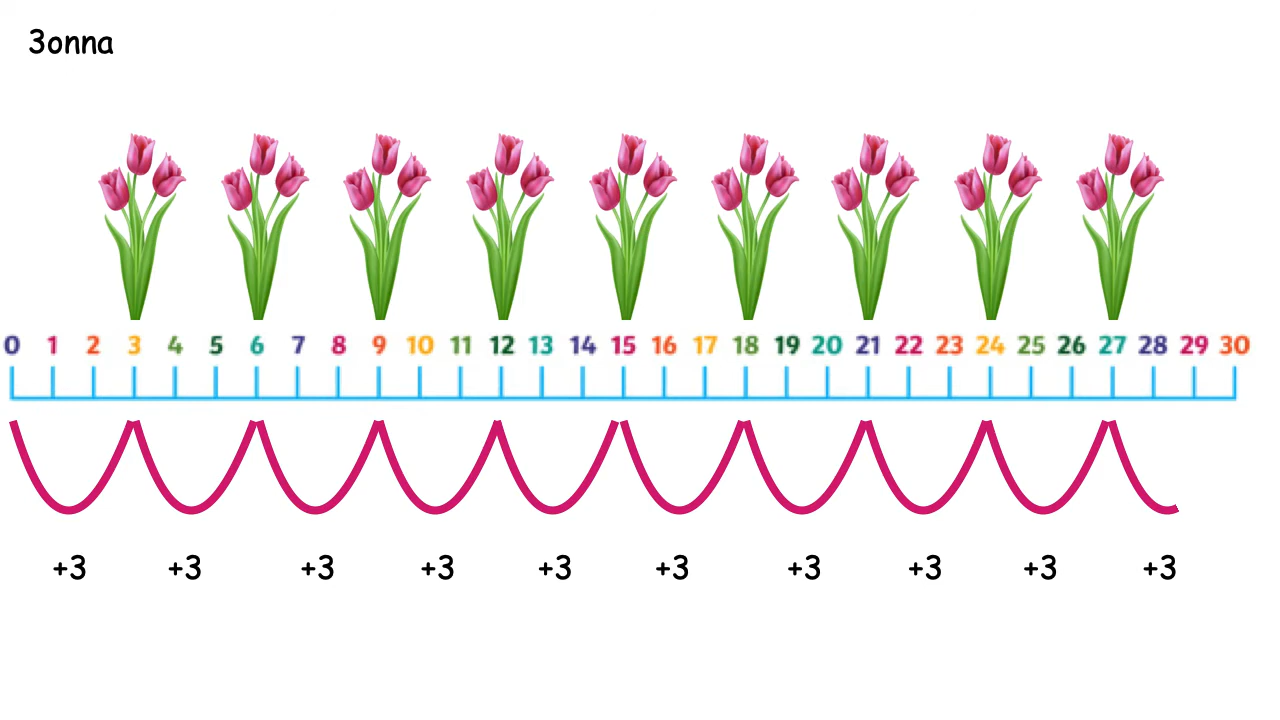 3onna
0 1 2 3 4 5 6 7 8 9 10 11 12 13 14 15 16 17 18 19 20 21 22 23 24 25 26 27 28 29 30
+3 +3 +3 +3 +3 +3 +3 +3 +3 +3